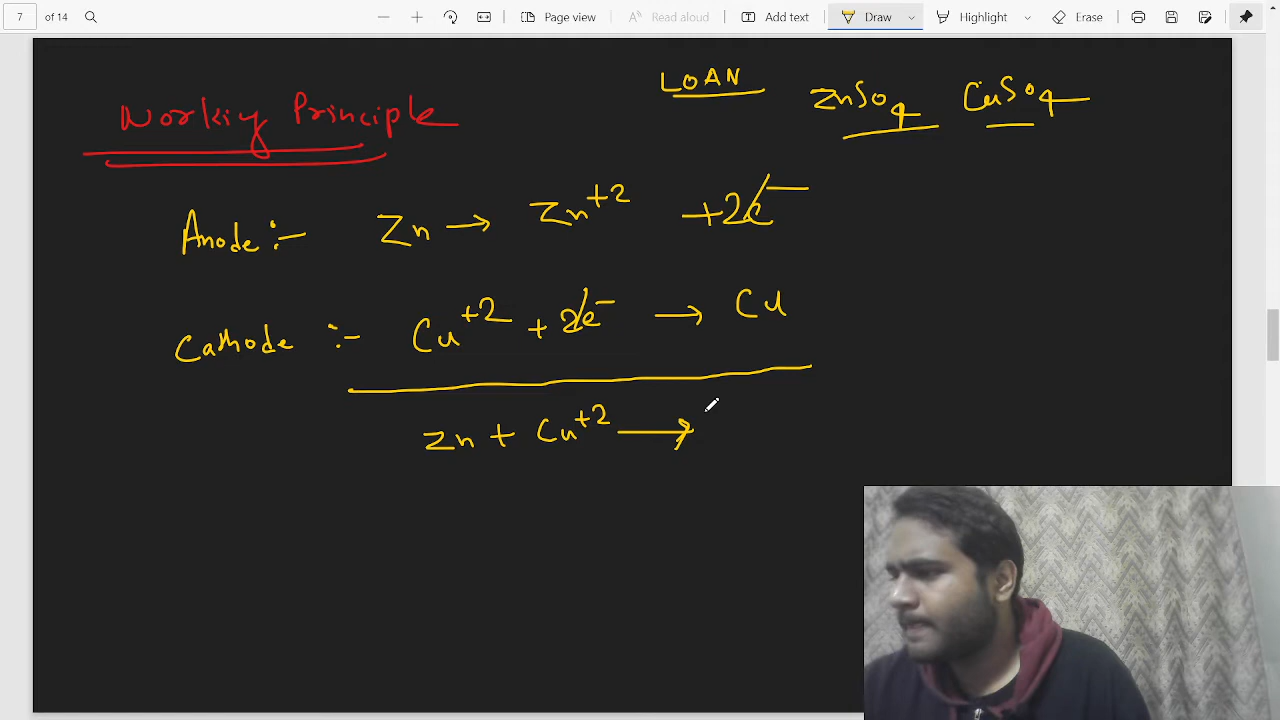 7 of 14 Page view Read aloud Add text Draw Highlight Erase
LOAN
ZnSO4 CuSO4
Workiy Principle
Anode :- Zn → Zn+2 +2e-
Cathode :- Cu+2 + 2e- → Cu
Zn + Cu+2 →